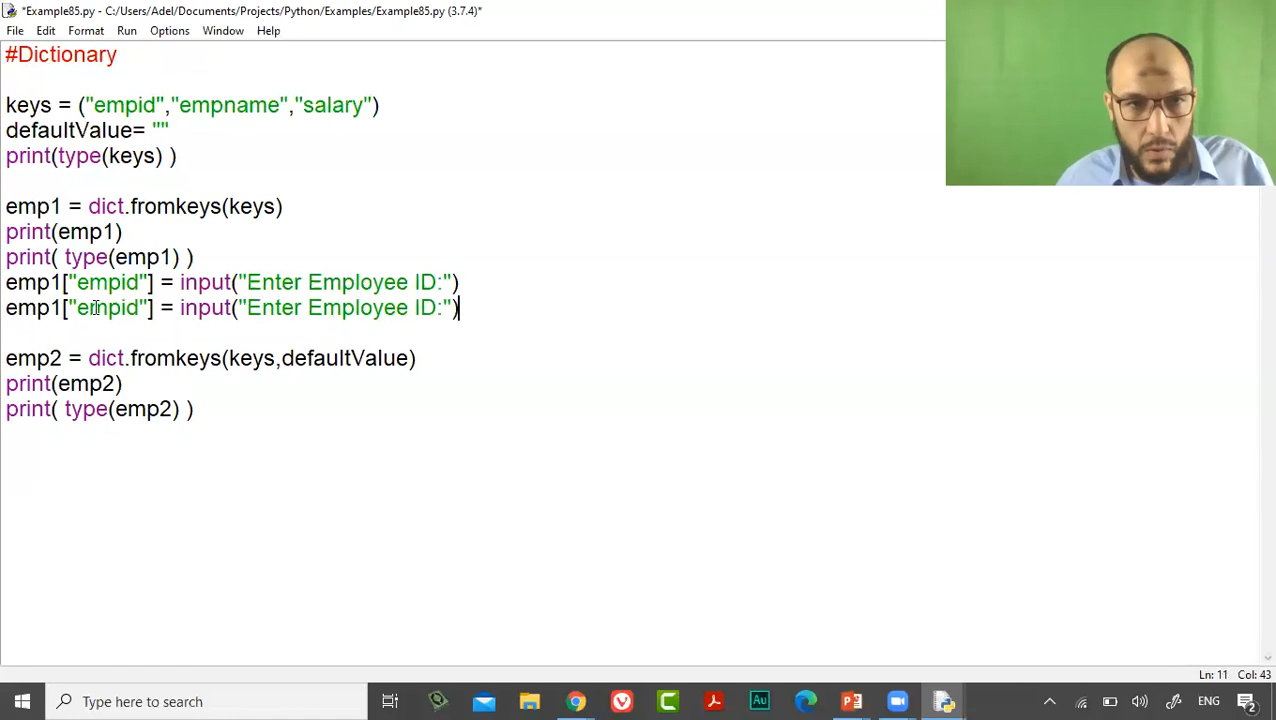 *Example85.py - C:/Users/Adel/Documents/Projects/Python/Examples/Example85.py (3.7.4)*
File Edit Format Run Options Window Help
#Dictionary
keys = ("empid","empname","salary")
defaultValue= ""
print(type(keys) )
emp1 = dict.fromkeys(keys)
print(emp1)
print( type(emp1) )
emp1["empid"] = input("Enter Employee ID:")
emp1["empid"] = input("Enter Employee ID:")
emp2 = dict.fromkeys(keys,defaultValue)
print(emp2)
print( type(emp2) )
Ln: 11 Col: 43
Type here to search
Au
ENG
2